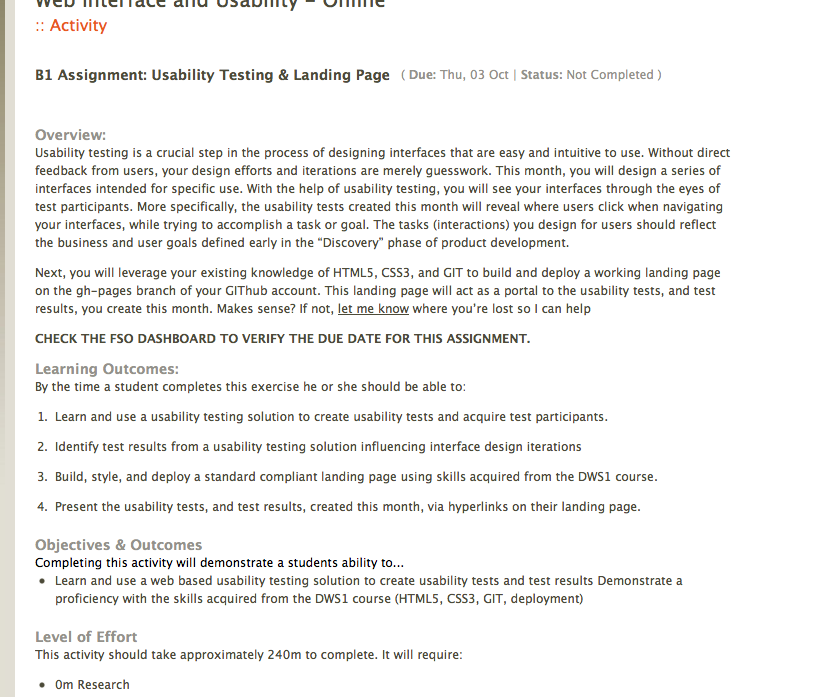 Web Interface and Usability – Online
:: Activity
B1 Assignment: Usability Testing & Landing Page ( Due: Thu, 03 Oct | Status: Not Completed )
Overview:
Usability testing is a crucial step in the process of designing interfaces that are easy and intuitive to use. Without direct
feedback from users, your design efforts and iterations are merely guesswork. This month, you will design a series of
interfaces intended for specific use. With the help of usability testing, you will see your interfaces through the eyes of
test participants. More specifically, the usability tests created this month will reveal where users click when navigating
your interfaces, while trying to accomplish a task or goal. The tasks (interactions) you design for users should reflect
the business and user goals defined early in the “Discovery” phase of product development.
Next, you will leverage your existing knowledge of HTML5, CSS3, and GIT to build and deploy a working landing page
on the gh-pages branch of your GIThub account. This landing page will act as a portal to the usability tests, and test
results, you create this month. Makes sense? If not, let me know where you’re lost so I can help
CHECK THE FSO DASHBOARD TO VERIFY THE DUE DATE FOR THIS ASSIGNMENT.
Learning Outcomes:
By the time a student completes this exercise he or she should be able to:
1. Learn and use a usability testing solution to create usability tests and acquire test participants.
2. Identify test results from a usability testing solution influencing interface design iterations
3. Build, style, and deploy a standard compliant landing page using skills acquired from the DWS1 course.
4. Present the usability tests, and test results, created this month, via hyperlinks on their landing page.
Objectives & Outcomes
Completing this activity will demonstrate a students ability to...
• Learn and use a web based usability testing solution to create usability tests and test results Demonstrate a
proficiency with the skills acquired from the DWS1 course (HTML5, CSS3, GIT, deployment)
Level of Effort
This activity should take approximately 240m to complete. It will require:
• 0m Research